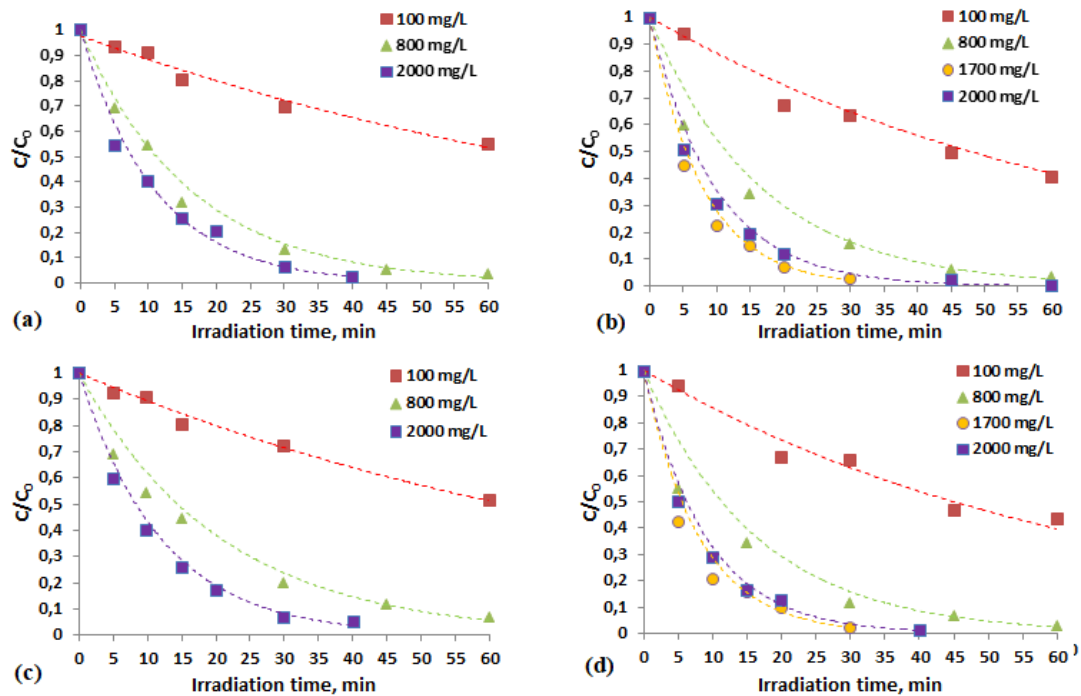 1
0,9
0,8
0,7
0,6
0,5
0,4
0,3
0,2
0,1
0
C/C₀
100 mg/L
800 mg/L
2000 mg/L
0 5 10 15 20 25 30 35 40 45 50 55 60
(a)
Irradiation time, min
1
0,9
0,8
0,7
0,6
0,5
0,4
0,3
0,2
0,1
0
C/C₀
100 mg/L
800 mg/L
1700 mg/L
2000 mg/L
0 5 10 15 20 25 30 35 40 45 50 55 60
(b)
Irradiation time, min
1
0,9
0,8
0,7
0,6
0,5
0,4
0,3
0,2
0,1
0
C/C₀
100 mg/L
800 mg/L
2000 mg/L
0 5 10 15 20 25 30 35 40 45 50 55 60
(c)
Irradiation time, min
1
0,9
0,8
0,7
0,6
0,5
0,4
0,3
0,2
0,1
0
C/C₀
100 mg/L
800 mg/L
1700 mg/L
2000 mg/L
0 5 10 15 20 25 30 35 40 45 50 55 60
(d)
Irradiation time, min